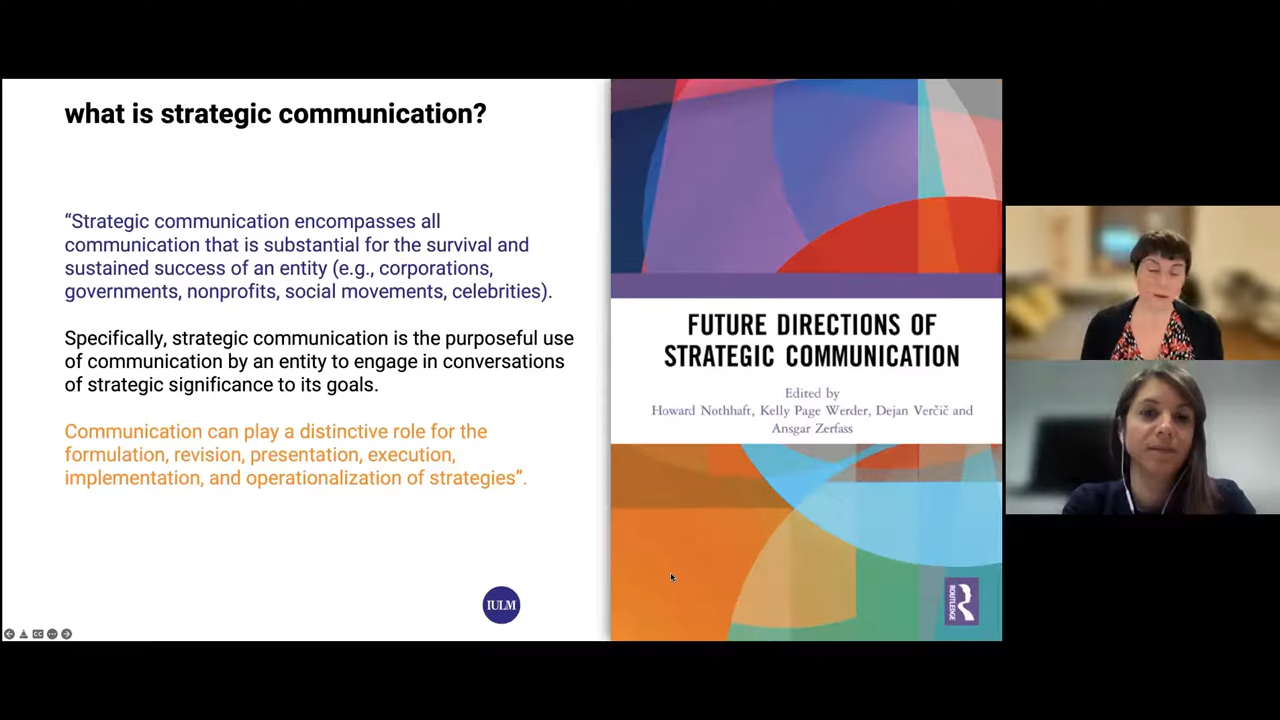 what is strategic communication?
“Strategic communication encompasses all
communication that is substantial for the survival and
sustained success of an entity (e.g., corporations,
governments, nonprofits, social movements, celebrities).
Specifically, strategic communication is the purposeful use
of communication by an entity to engage in conversations
of strategic significance to its goals.
Communication can play a distinctive role for the
formulation, revision, presentation, execution,
implementation, and operationalization of strategies”.
IULM
FUTURE DIRECTIONS OF
STRATEGIC COMMUNICATION
Edited by
Howard Nothhaft, Kelly Page Werder, Dejan Verčič and
Ansgar Zerfass
ROUTLEDGE
CC